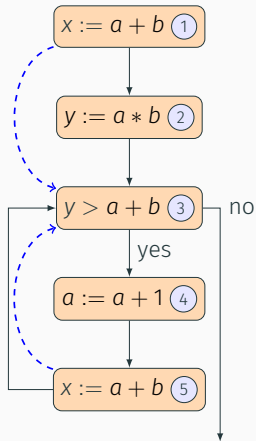 x := a + b 1
y := a ∗ b 2
y > a + b 3
no
yes
a := a + 1 4
x := a + b 5